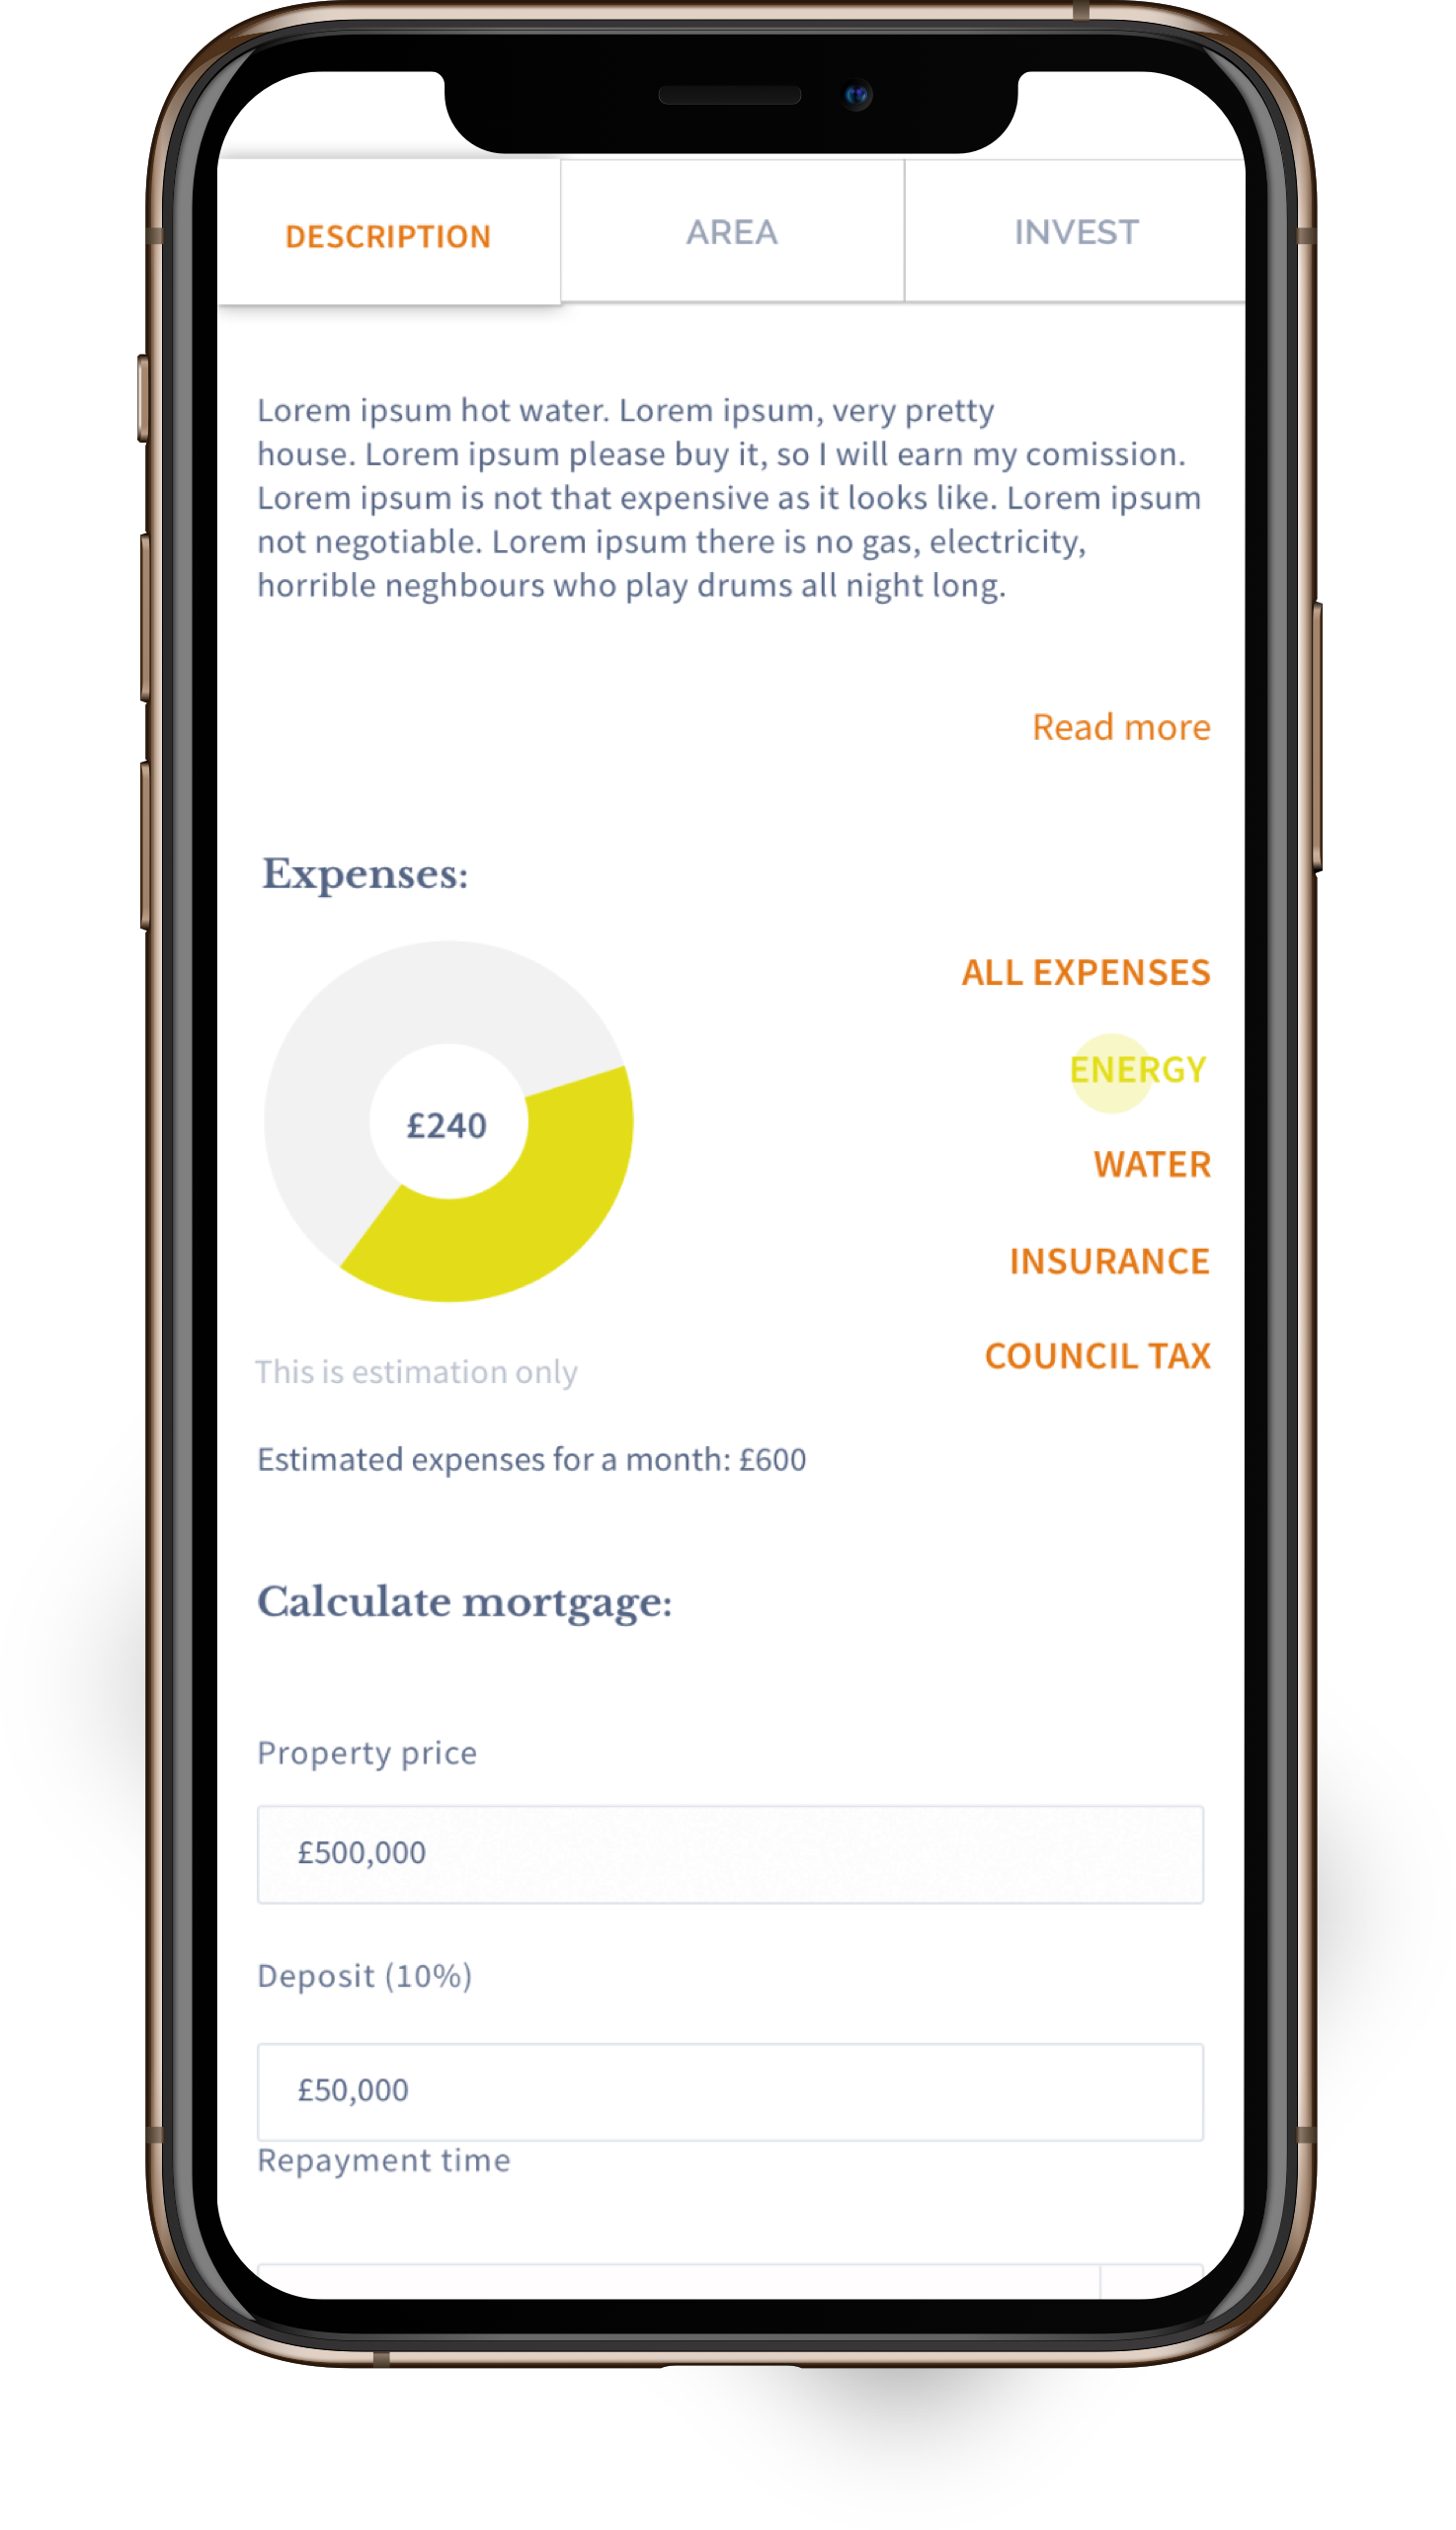 DESCRIPTION
AREA
INVEST
Lorem ipsum hot water. Lorem ipsum, very pretty
house. Lorem ipsum please buy it, so I will earn my comission.
Lorem ipsum is not that expensive as it looks like. Lorem ipsum
not negotiable. Lorem ipsum there is no gas, electricity,
horrible neghbours who play drums all night long.
Read more
Expenses:
£240
ALL EXPENSES
ENERGY
WATER
INSURANCE
COUNCIL TAX
This is estimation only
Estimated expenses for a month: £600
Calculate mortgage:
Property price
£500,000
Deposit (10%)
£50,000
Repayment time